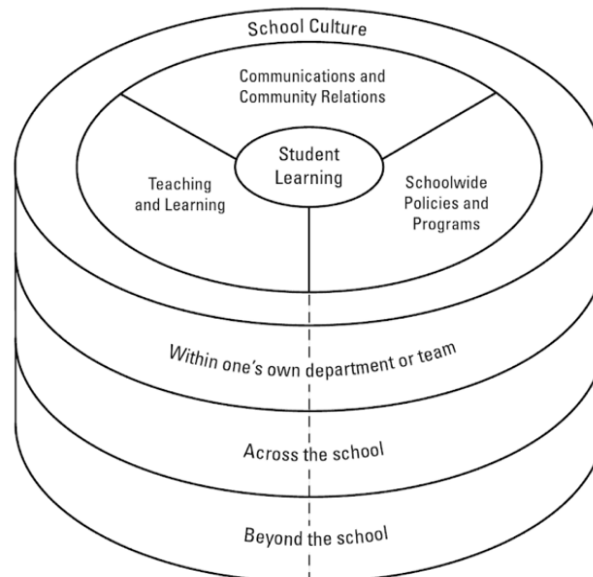 School Culture
Communications and
Community Relations
Student
Learning
Teaching
and Learning
Schoolwide
Policies and
Programs
Within one's own department or team
Across the school
Beyond the school